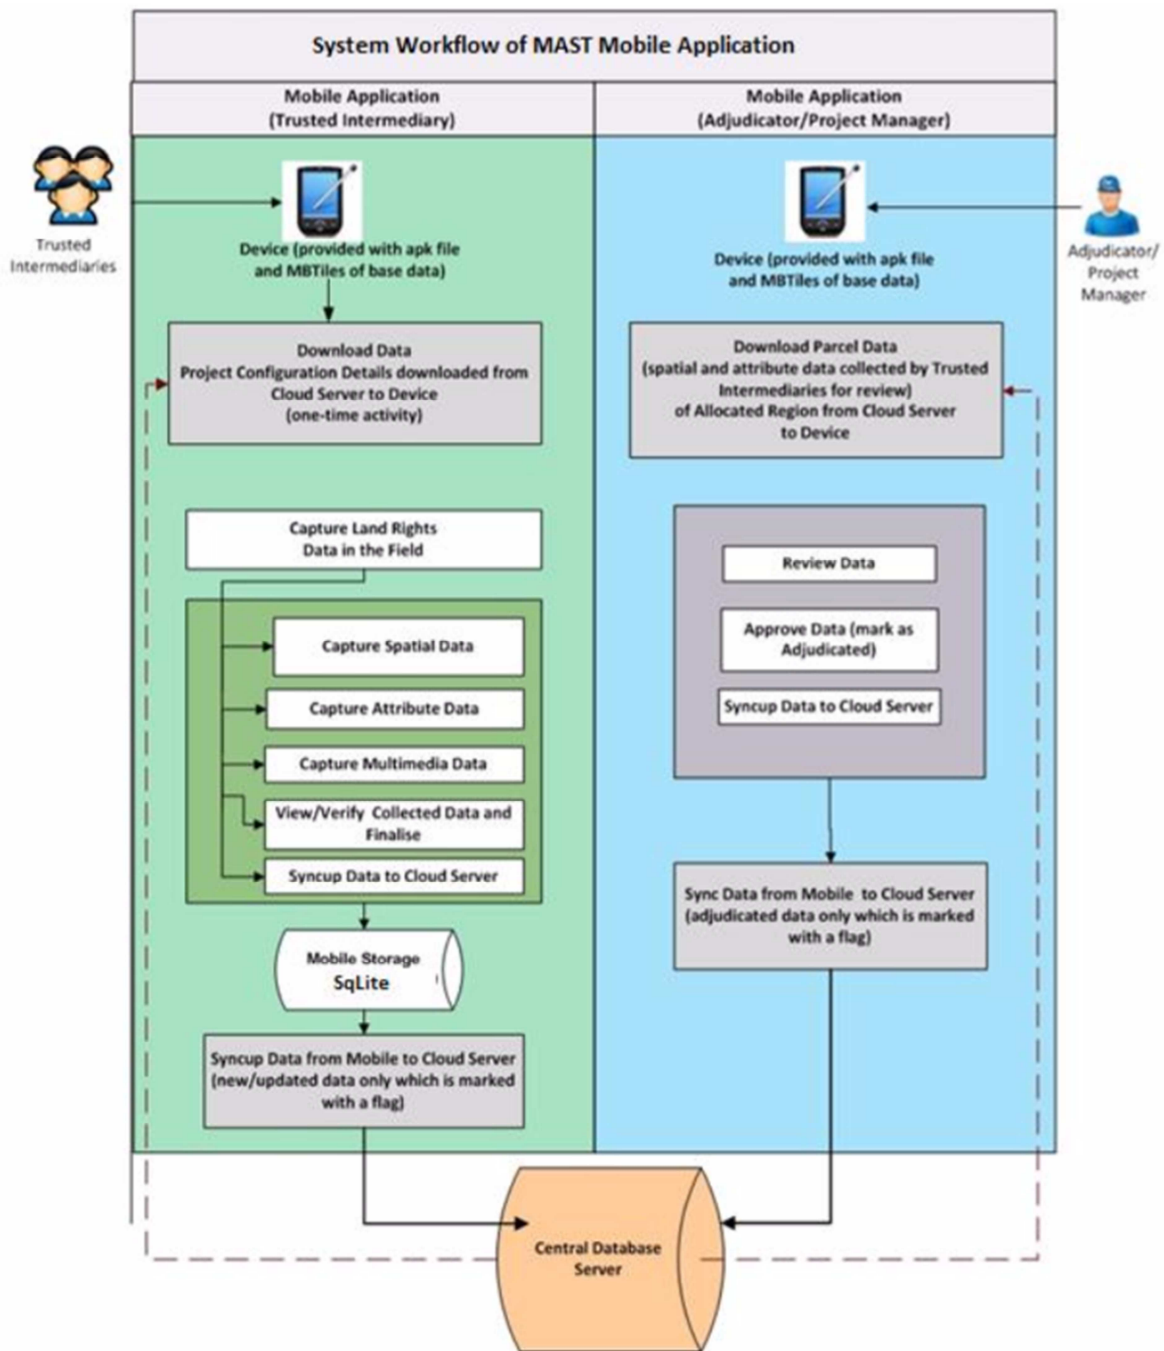 System Workflow of MAST Mobile Application
Mobile Application
(Trusted Intermediary)
Mobile Application
(Adjudicator/Project Manager)
Trusted
Intermediaries
Device (provided with apk file
and MBTiles of base data)
Download Data
Project Configuration Details downloaded from
Cloud Server to Device
(one-time activity)
Capture Land Rights
Data in the Field
Capture Spatial Data
Capture Attribute Data
Capture Multimedia Data
View/Verify Collected Data and
Finalise
Syncup Data to Cloud Server
Mobile Storage
SqLite
Syncup Data from Mobile to Cloud Server
(new/updated data only which is marked
with a flag)
Adjudicator/
Project
Manager
Device (provided with apk file
and MBTiles of base data)
Download Parcel Data
(spatial and attribute data collected by Trusted
Intermediaries for review)
of Allocated Region from Cloud Server
to Device
Review Data
Approve Data (mark as
Adjudicated)
Syncup Data to Cloud Server
Sync Data from Mobile to Cloud Server
(adjudicated data only which is marked
with a flag)
Central Database
Server